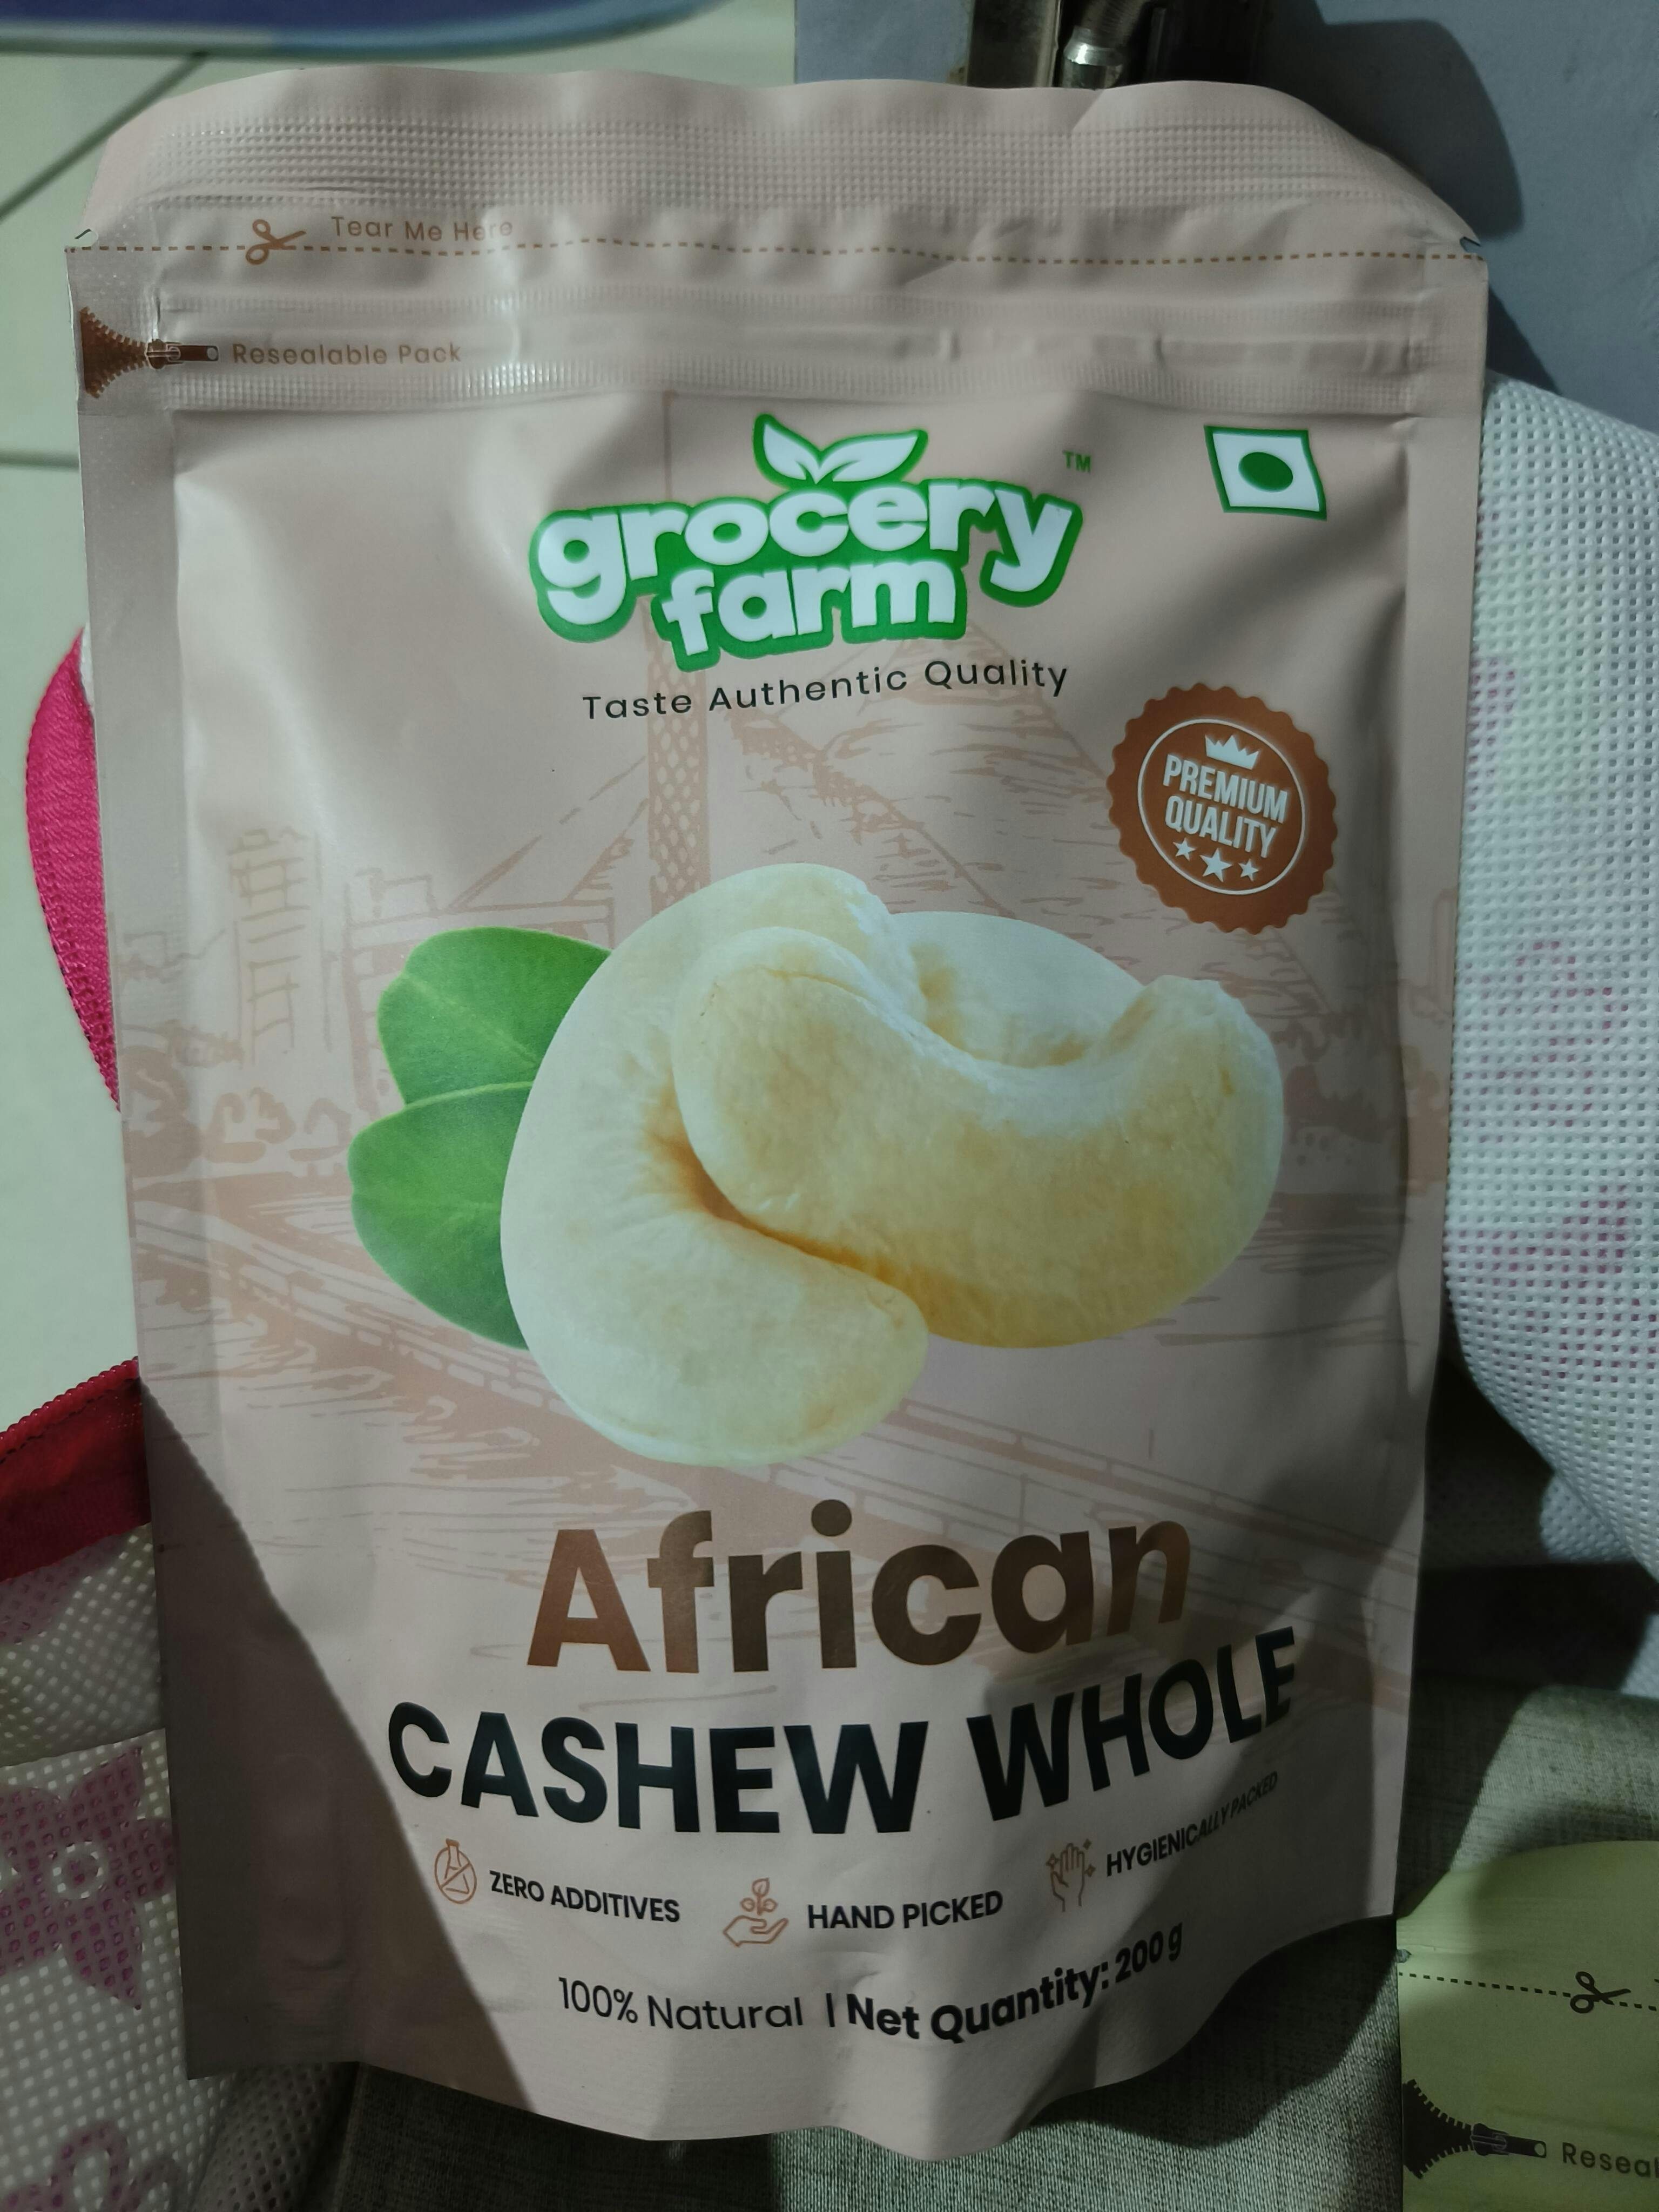 Tear Me Here
Resealable Pack
grocery
farm
TM
Taste Authentic Quality
PREMIUM
QUALITY
African
CASHEW WHOLE
ZERO ADDITIVES
HAND PICKED
HYGIENICALLY PACKED
100% Natural | Net Quantity: 200 g
Reseal